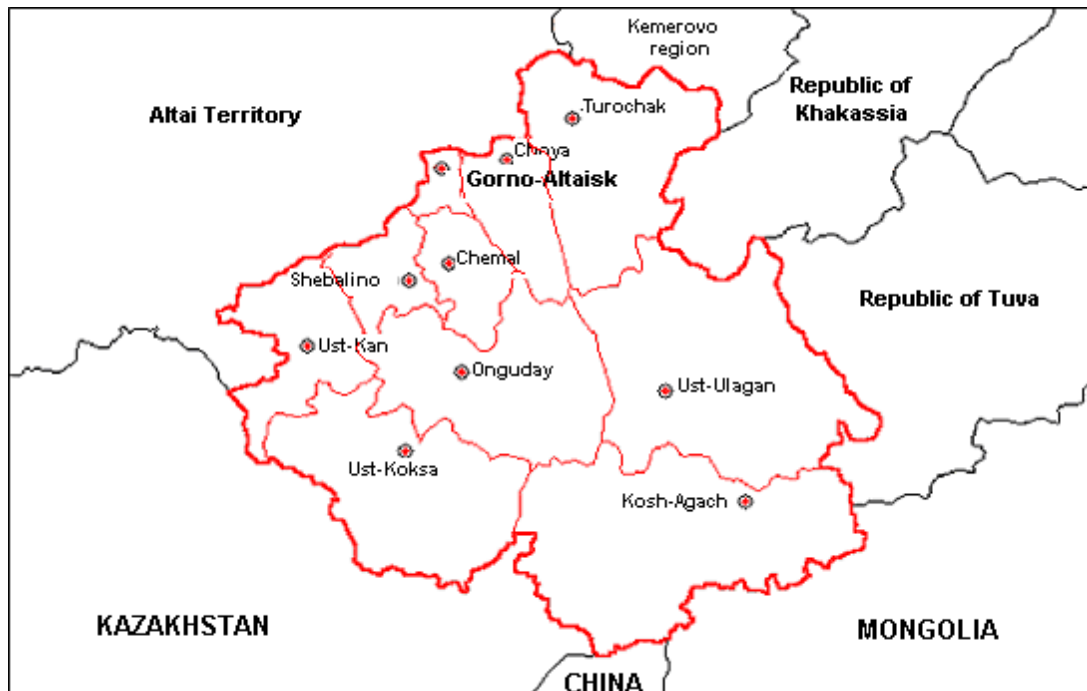 Kemerovo
region
Republic of
Khakassia
Altai Territory
.Turochak
Choya
Gorno-Altaisk
Chemal
Shebalino
Republic of Tuva
Ust-Kan
Onguday
Ust-Ulagan
Ust-Koksa
Kosh-Agach
KAZAKHSTAN
MONGOLIA
CHINA